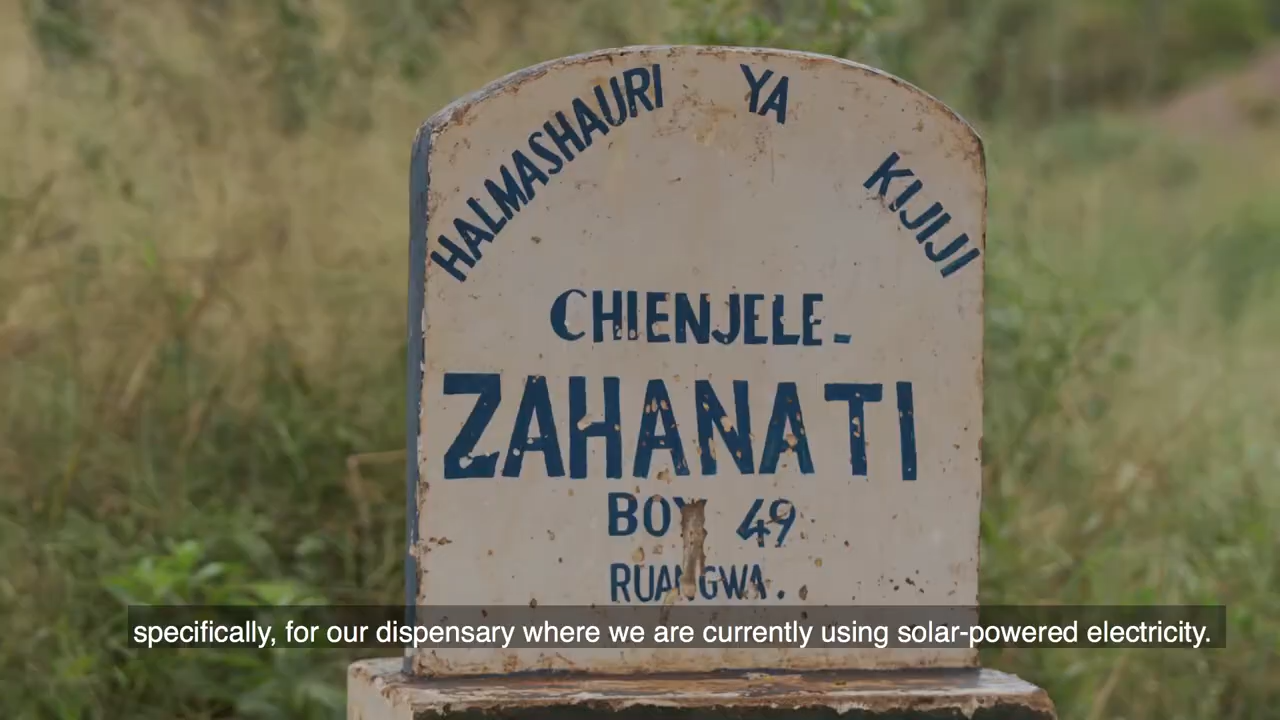 HALMASHAURI YA KIJIJI
CHIENJELE-
ZAHANATI
BOX 49
RUANGWA.
specifically, for our dispensary where we are currently using solar-powered electricity.